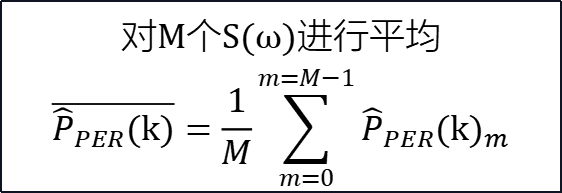 对M个S(ω)进行平均
$\overline{\hat{P}_{PER}(\mathrm{k})} = \frac{1}{M} \sum_{m=0}^{m=M-1} \hat{P}_{PER}(\mathrm{k})_m$